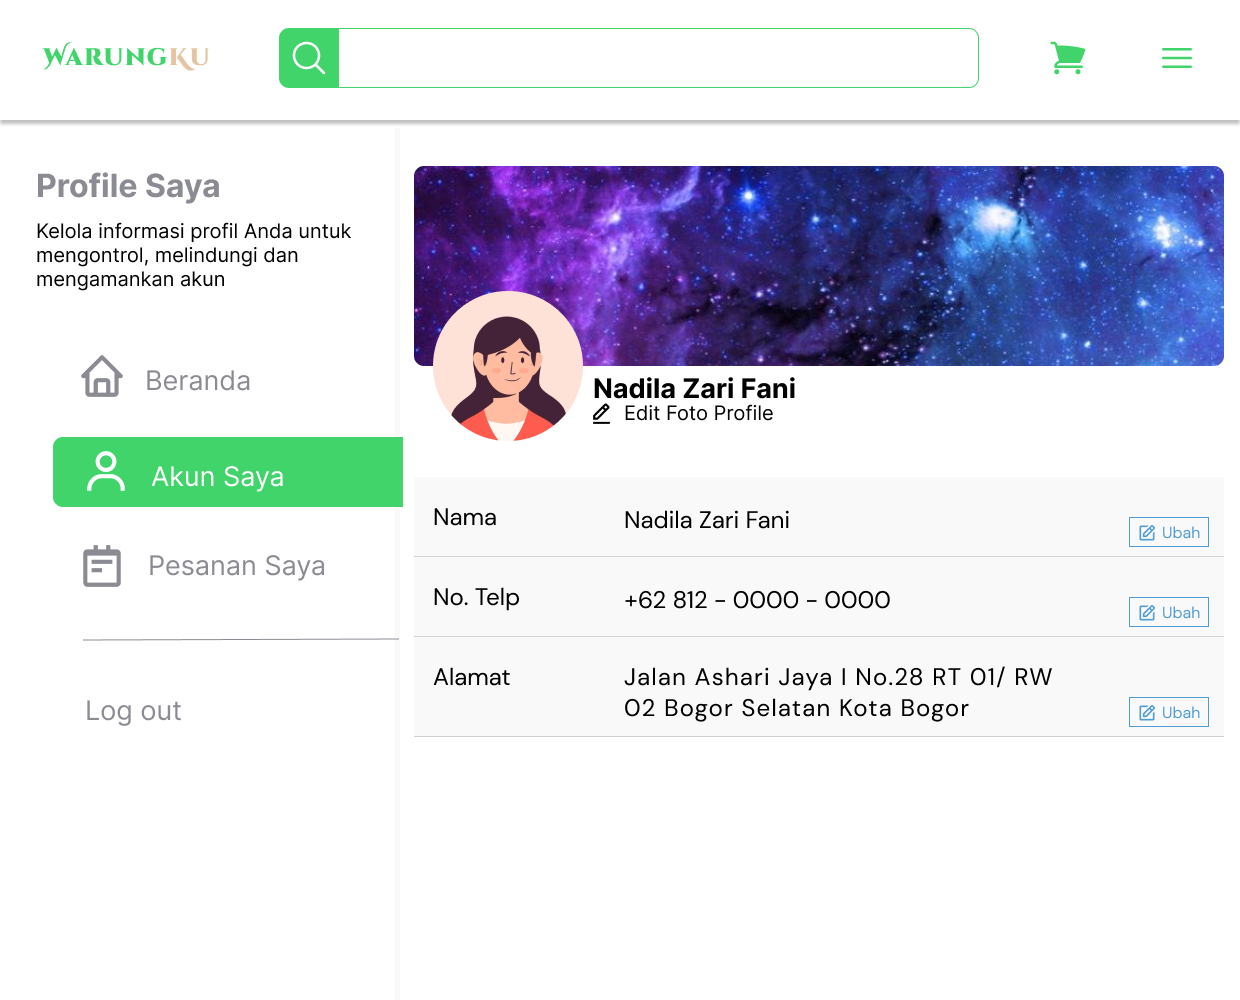 WARUNGKU
Profile Saya
Kelola informasi profil Anda untuk
mengontrol, melindungi dan
mengamankan akun
Beranda
Akun Saya
Pesanan Saya
Log out
Nadila Zari Fani
Edit Foto Profile
Nama
Nadila Zari Fani
Ubah
No. Telp
+62 812 - 0000 - 0000
Ubah
Alamat
Jalan Ashari Jaya I No.28 RT 01/ RW
02 Bogor Selatan Kota Bogor
Ubah